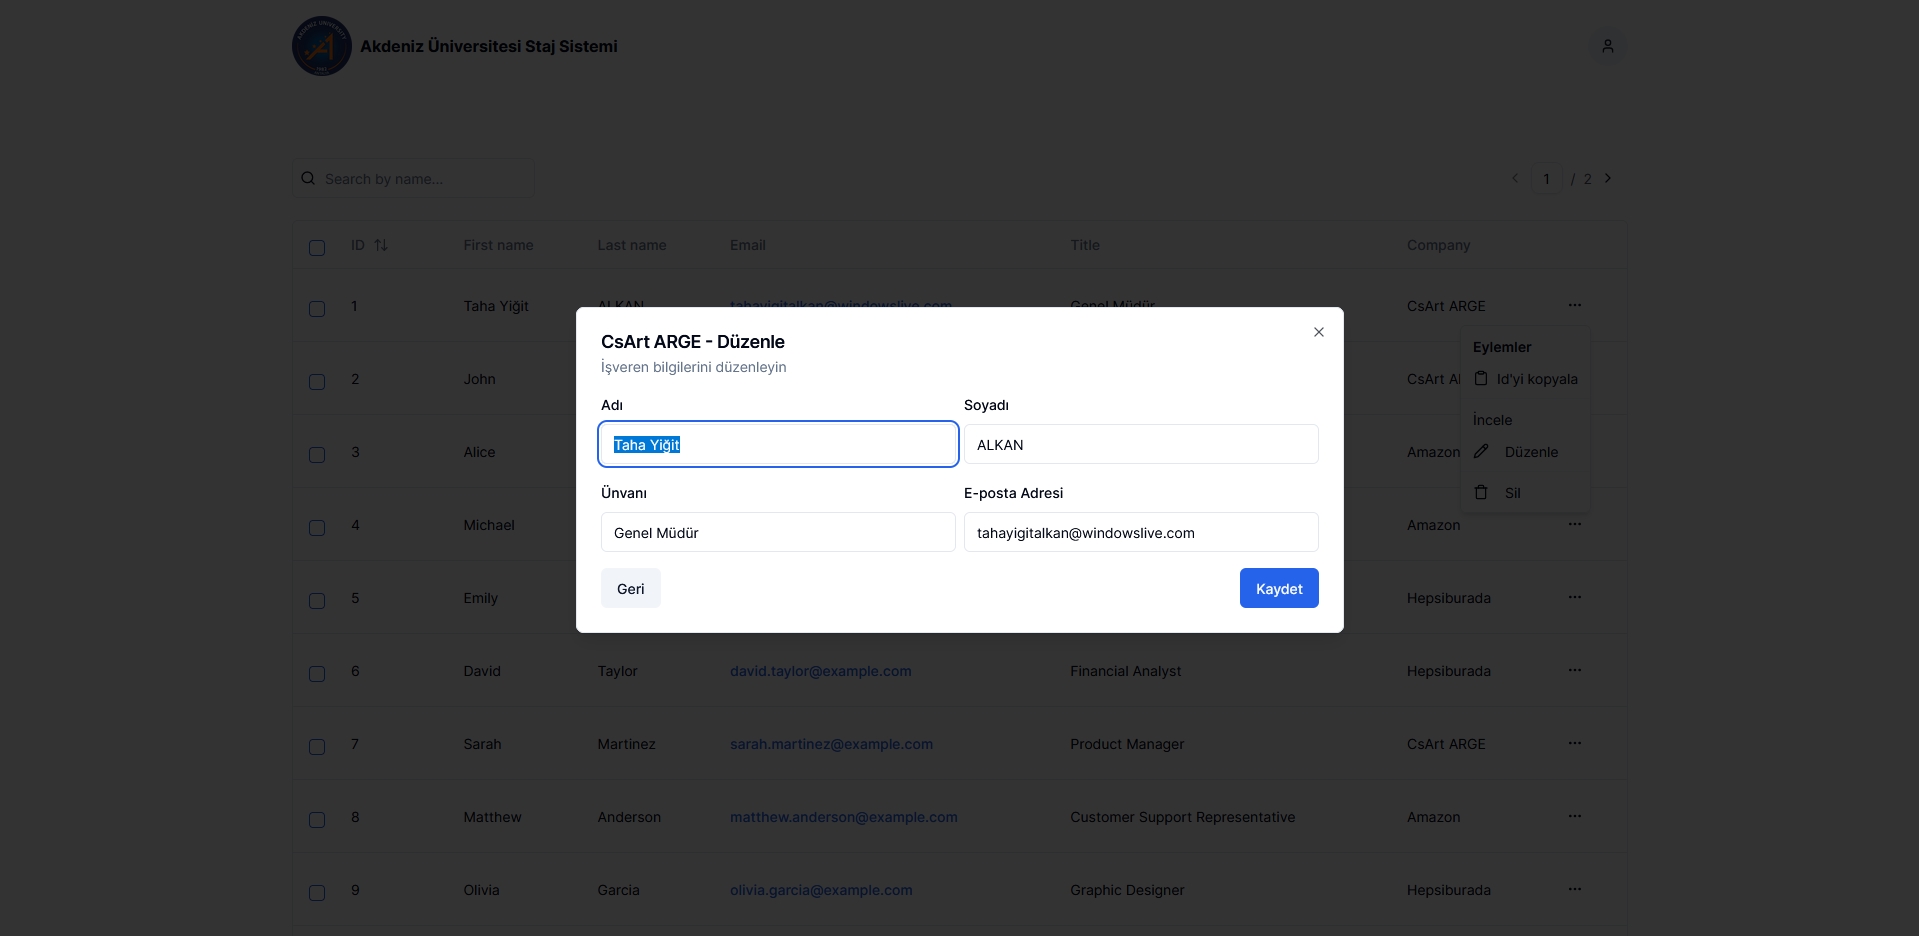 Akdeniz Üniversitesi Staj Sistemi
Search by name...
1 / 2
ID First name Last name Email Title Company
1 Taha Yiğit ALKAN tahayigitalkan@windowslive.com Genel Müdür CsArt ARGE
CsArt ARGE - Düzenle
İşveren bilgilerini düzenleyin
Adı Soyadı
Taha Yiğit ALKAN
Ünvanı E-posta Adresi
Genel Müdür tahayigitalkan@windowslive.com
Geri Kaydet
Eylemler
Id'yi kopyala
İncele
Düzenle
Sil
2 John CsArt
3 Alice Amazon
4 Michael Amazon
5 Emily Hepsiburada
6 David Taylor david.taylor@example.com Financial Analyst Hepsiburada
7 Sarah Martinez sarah.martinez@example.com Product Manager CsArt ARGE
8 Matthew Anderson matthew.anderson@example.com Customer Support Representative Amazon
9 Olivia Garcia olivia.garcia@example.com Graphic Designer Hepsiburada